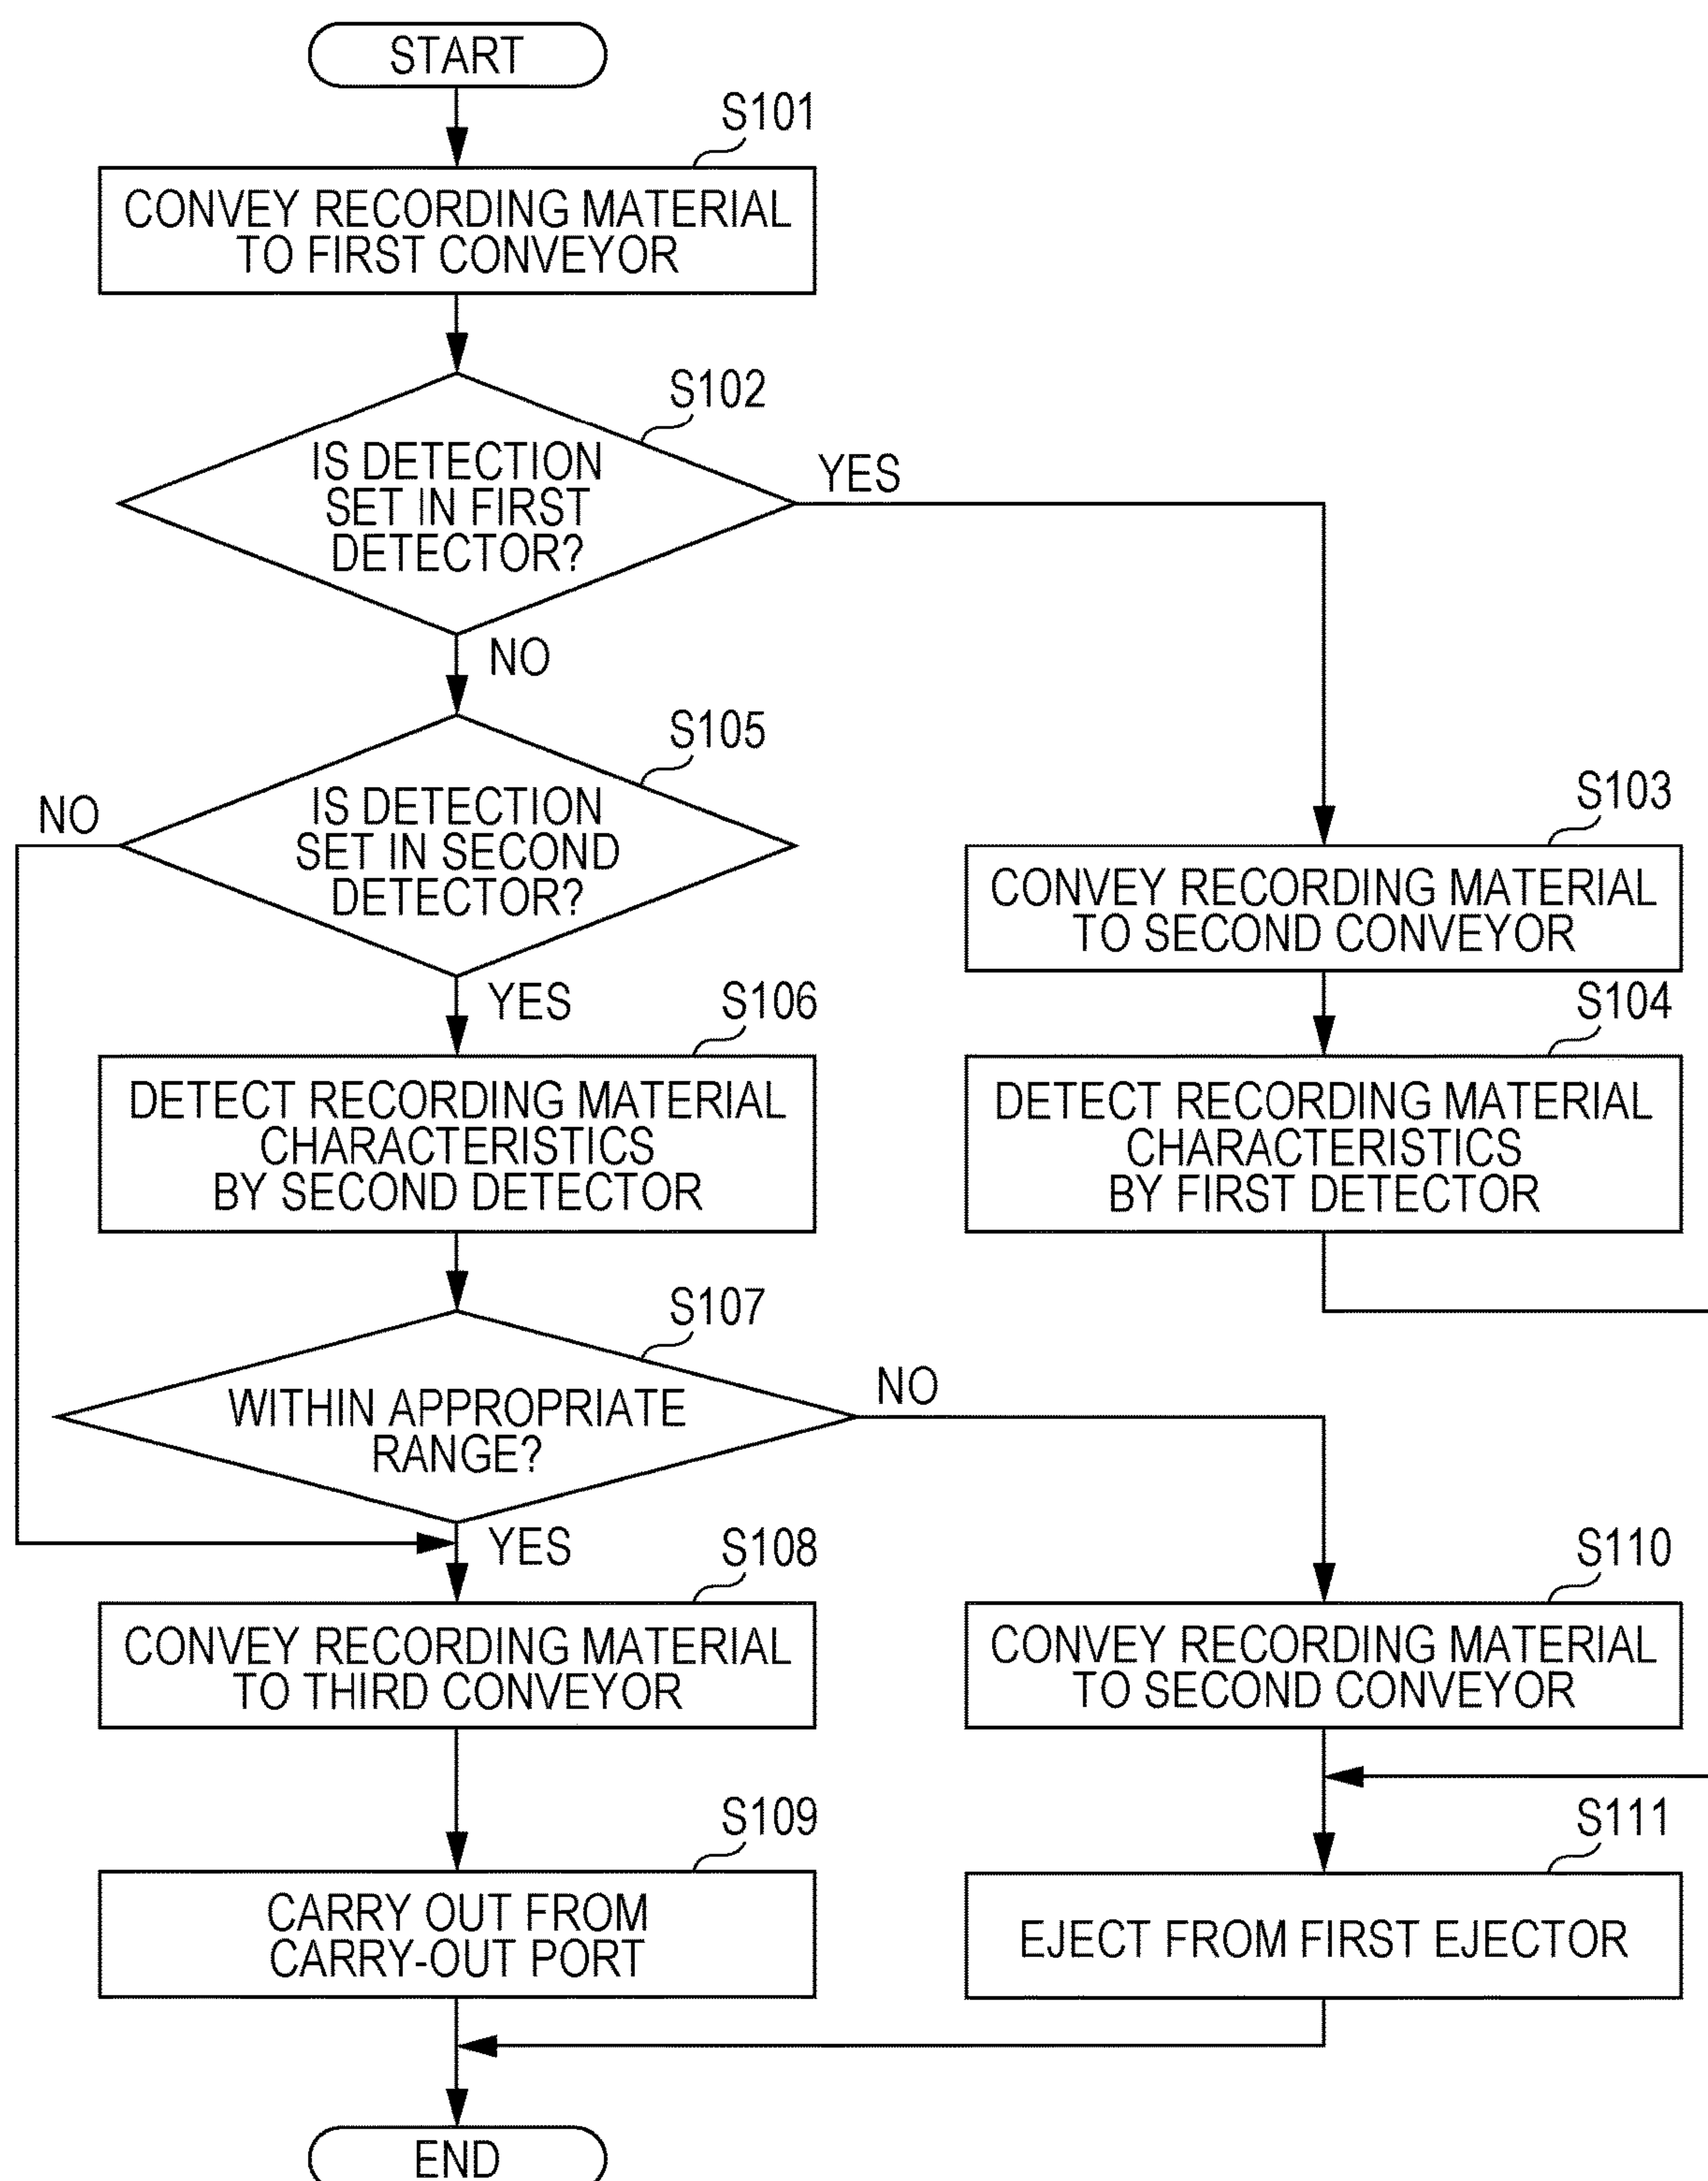 START
S101
CONVEY RECORDING MATERIAL
TO FIRST CONVEYOR
S102
IS DETECTION
SET IN FIRST
DETECTOR?
YES
NO
S105
IS DETECTION
SET IN SECOND
DETECTOR?
NO
YES
S103
CONVEY RECORDING MATERIAL
TO SECOND CONVEYOR
S106
DETECT RECORDING MATERIAL
CHARACTERISTICS
BY SECOND DETECTOR
S104
DETECT RECORDING MATERIAL
CHARACTERISTICS
BY FIRST DETECTOR
S107
WITHIN APPROPRIATE
RANGE?
NO
YES
S108
CONVEY RECORDING MATERIAL
TO THIRD CONVEYOR
S110
CONVEY RECORDING MATERIAL
TO SECOND CONVEYOR
S109
CARRY OUT FROM
CARRY-OUT PORT
S111
EJECT FROM FIRST EJECTOR
END